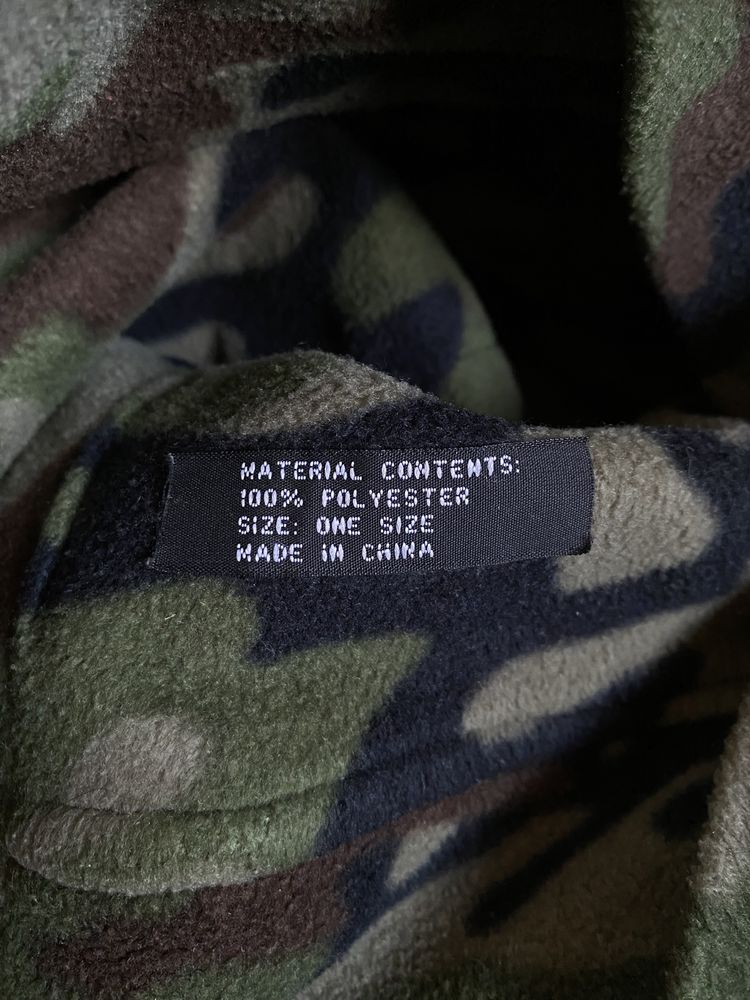 MATERIAL CONTENTS:
100% POLYESTER
SIZE: ONE SIZE
MADE IN CHINA